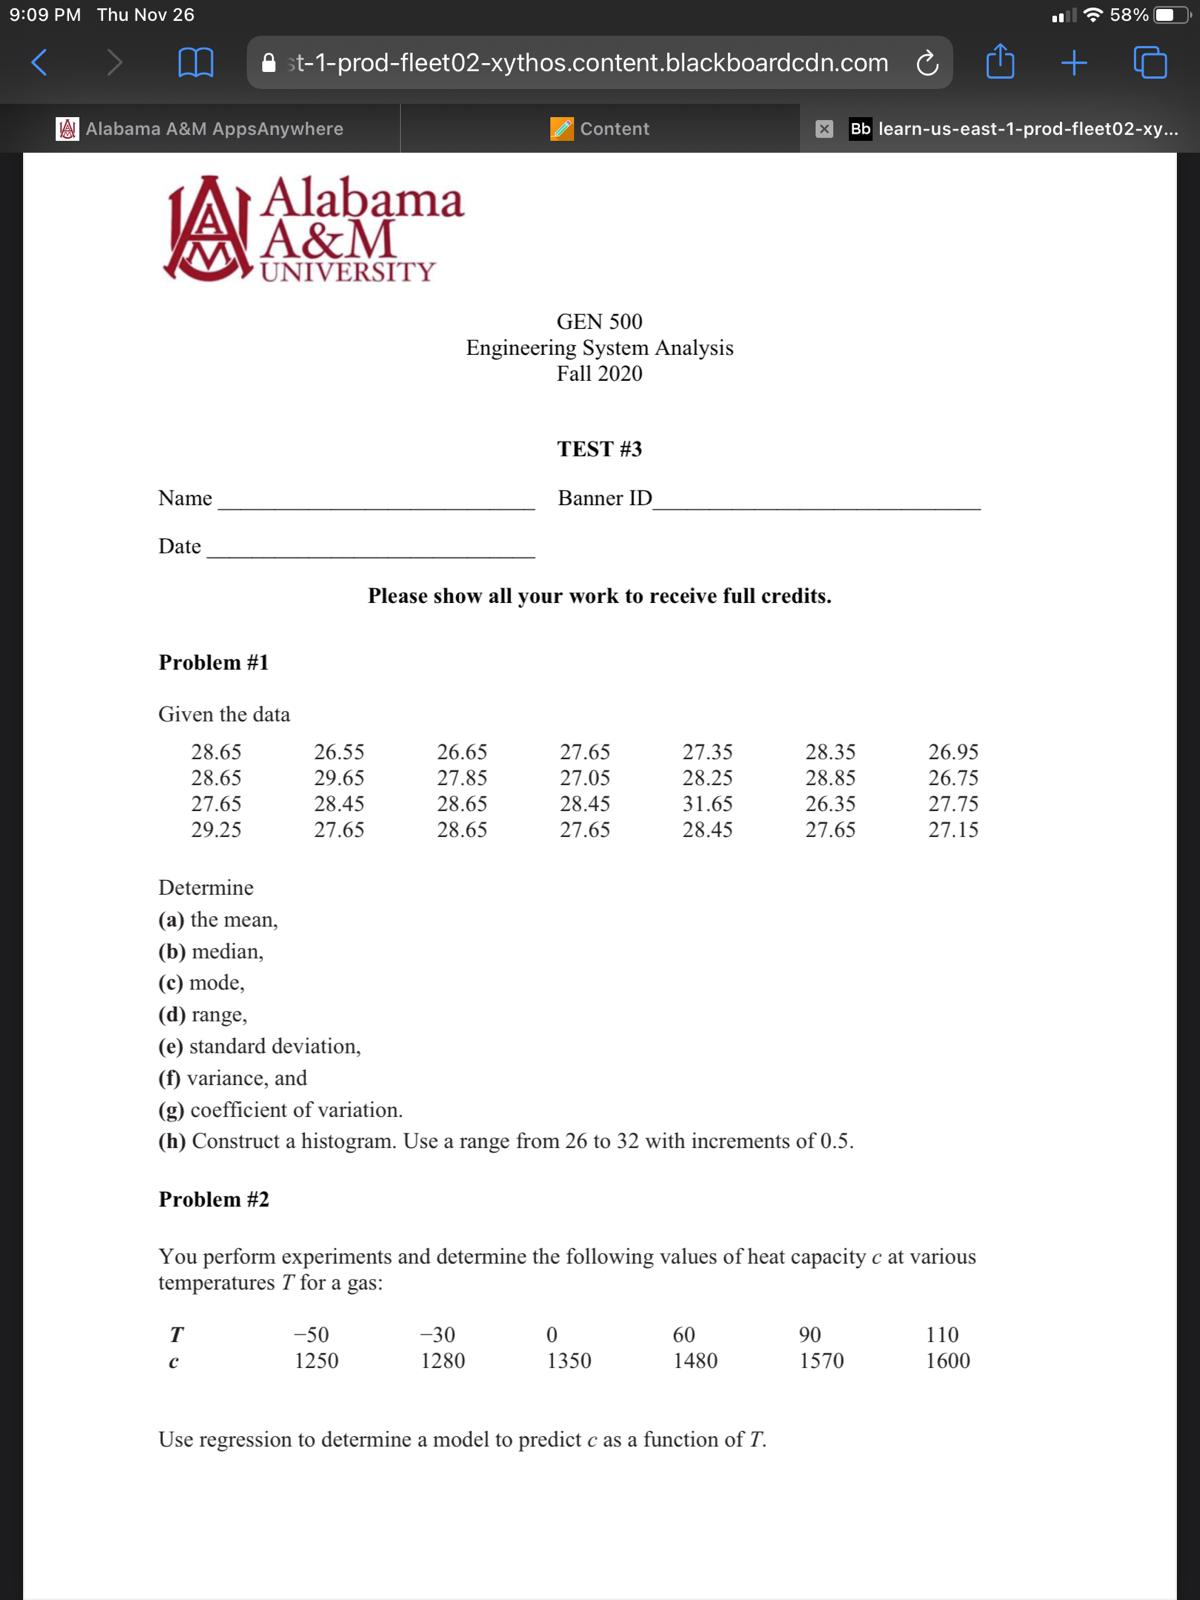 9:09 PM Thu Nov 26 58%
st-1-prod-fleet02-xythos.content.blackboardcdn.com
Alabama A&M AppsAnywhere Content Bb learn-us-east-1-prod-fleet02-xy...
Alabama
A&M
UNIVERSITY
GEN 500
Engineering System Analysis
Fall 2020
TEST #3
Name Banner ID
Date
Please show all your work to receive full credits.
Problem #1
Given the data
28.65 26.55 26.65 27.65 27.35 28.35 26.95
28.65 29.65 27.85 27.05 28.25 28.85 26.75
27.65 28.45 28.65 28.45 31.65 26.35 27.75
29.25 27.65 28.65 27.65 28.45 27.65 27.15
Determine
(a) the mean,
(b) median,
(c) mode,
(d) range,
(e) standard deviation,
(f) variance, and
(g) coefficient of variation.
(h) Construct a histogram. Use a range from 26 to 32 with increments of 0.5.
Problem #2
You perform experiments and determine the following values of heat capacity c at various
temperatures T for a gas:
T −50 −30 0 60 90 110
c 1250 1280 1350 1480 1570 1600
Use regression to determine a model to predict c as a function of T.